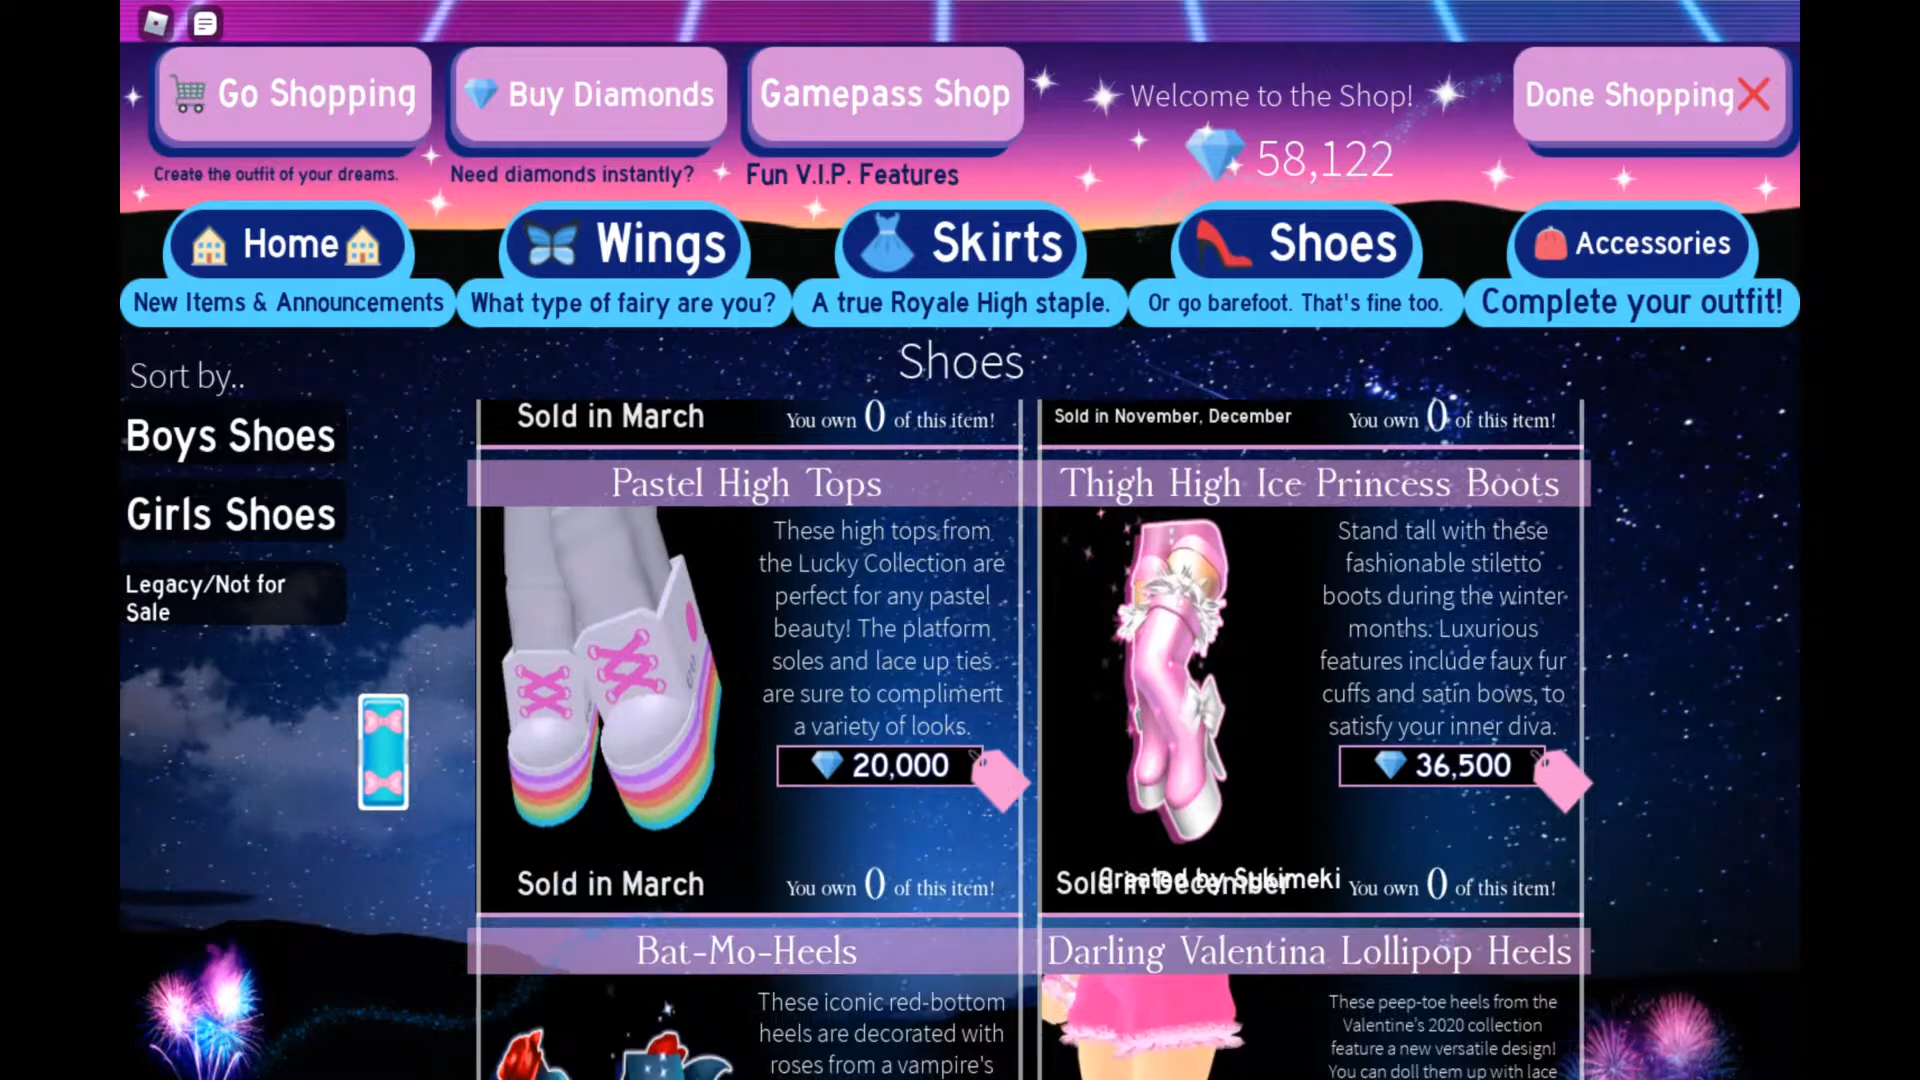 Go Shopping
Buy Diamonds
Gamepass Shop
Welcome to the Shop!
Done Shopping
58,122
Create the outfit of your dreams.
Need diamonds instantly?
Fun V.I.P. Features
Home
Wings
Skirts
Shoes
Accessories
New Items & Announcements
What type of fairy are you?
A true Royale High staple.
Or go barefoot. That's fine too.
Complete your outfit!
Shoes
Sort by..
Boys Shoes
Girls Shoes
Legacy/Not for
Sale
Sold in March
You own 0 of this item!
Sold in November, December
You own 0 of this item!
Pastel High Tops
These high tops from
the Lucky Collection are
perfect for any pastel
beauty! The platform
soles and lace up ties
are sure to compliment
a variety of looks.
20,000
Sold in March
You own 0 of this item!
Thigh High Ice Princess Boots
Stand tall with these
fashionable stiletto
boots during the winter
months. Luxurious
features include faux fur
cuffs and satin bows, to
satisfy your inner diva.
36,500
Sold in December
Created by Sykimeki
You own 0 of this item!
Bat-Mo-Heels
These iconic red-bottom
heels are decorated with
roses from a vampire's
Darling Valentina Lollipop Heels
These peep-toe heels from the
Valentine's 2020 collection
feature a new versatile design!
You can doll them up with lace